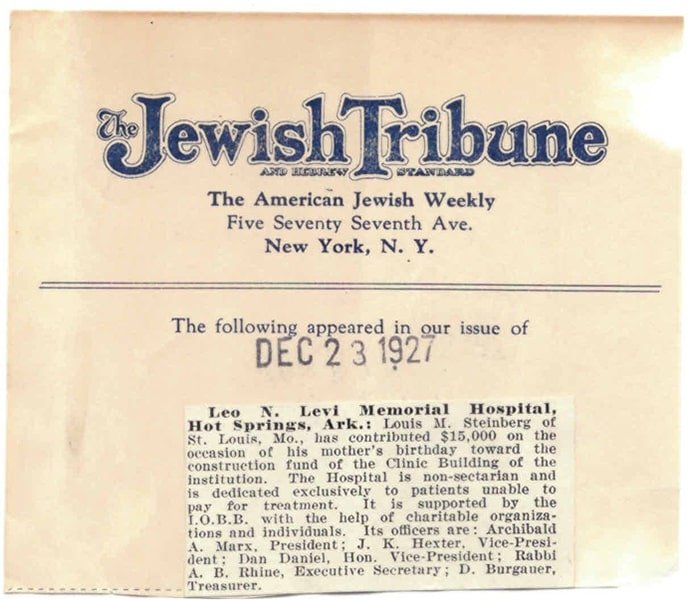 The Jewish Tribune
AND HEBREW STANDARD
The American Jewish Weekly
Five Seventy Seventh Ave.
New York, N. Y.
The following appeared in our issue of
DEC 23 1927
Leo N. Levi Memorial Hospital,
Hot Springs, Ark.: Louis M. Steinberg of
St. Louis, Mo., has contributed $15,000 on the
occasion of his mother's birthday toward the
construction fund of the Clinic Building of the
institution. The Hospital is non-sectarian and
is dedicated exclusively to patients unable to
pay for treatment. It is supported by the
I.O.B.B. with the help of charitable organiza-
tions and individuals. Its officers are: Archibald
A. Marx, President; J. K. Hexter, Vice-Presi-
dent; Dan Daniel, Hon. Vice-President; Rabbi
A. B. Rhine, Executive Secretary; D. Burgauer,
Treasurer.